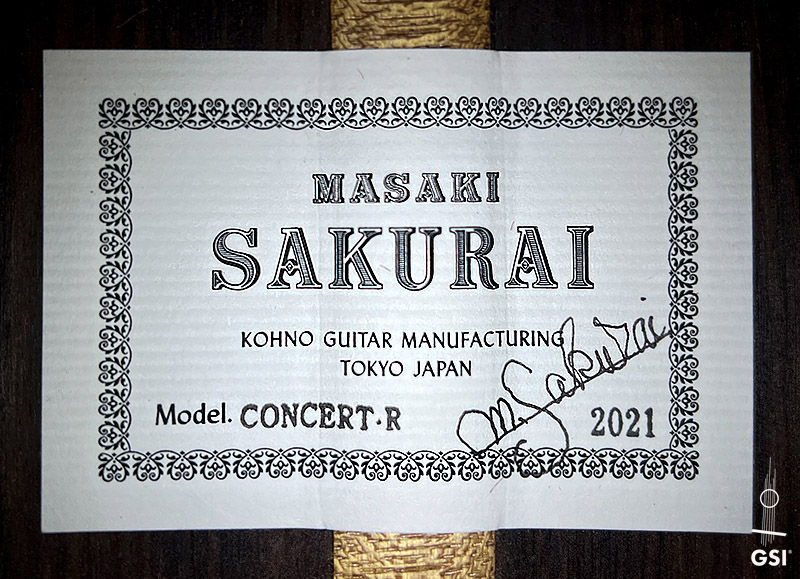 MASAKI
SAKURAI
KOHNO GUITAR MANUFACTURING
TOKYO JAPAN
M. Sakurai
Model. CONCERT·R
2021
GSI